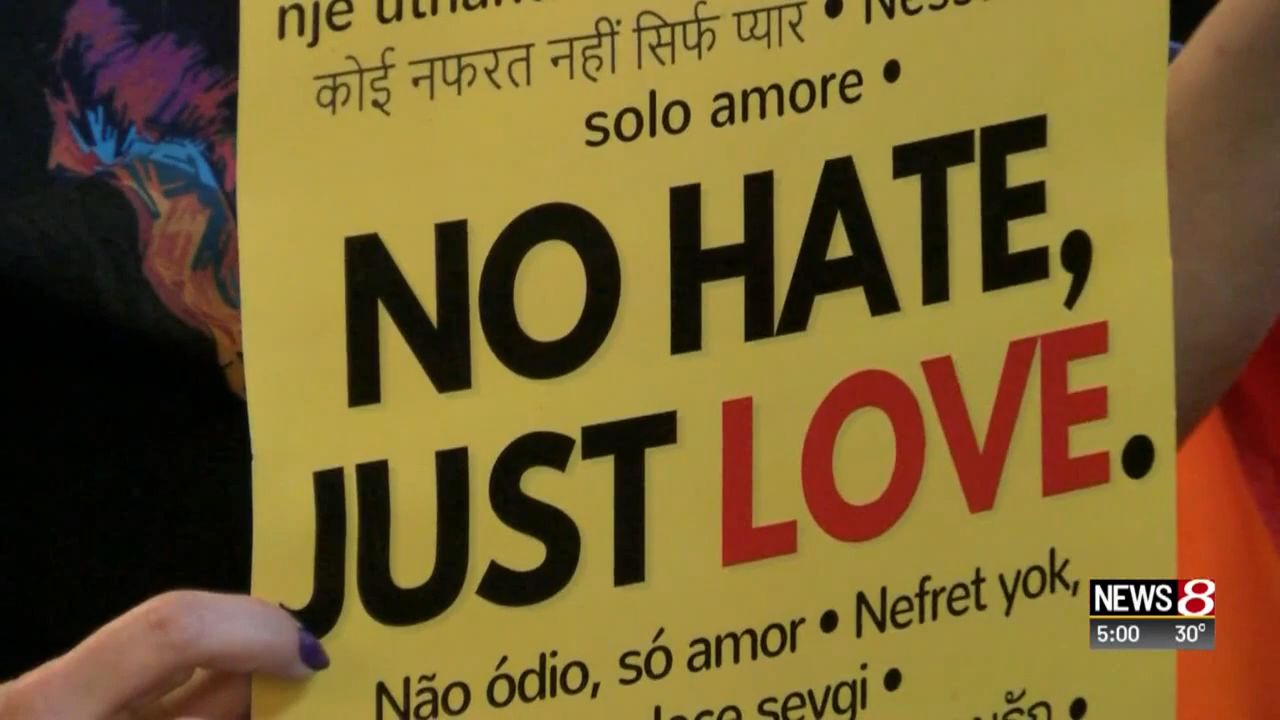 nje
कोई नफरत नहीं सिर्फ प्यार •
solo amore •
NO HATE,
JUST LOVE.
Não ódio, só amor • Nefret yok,
sevgi •
NEWS 8
5:00 30°